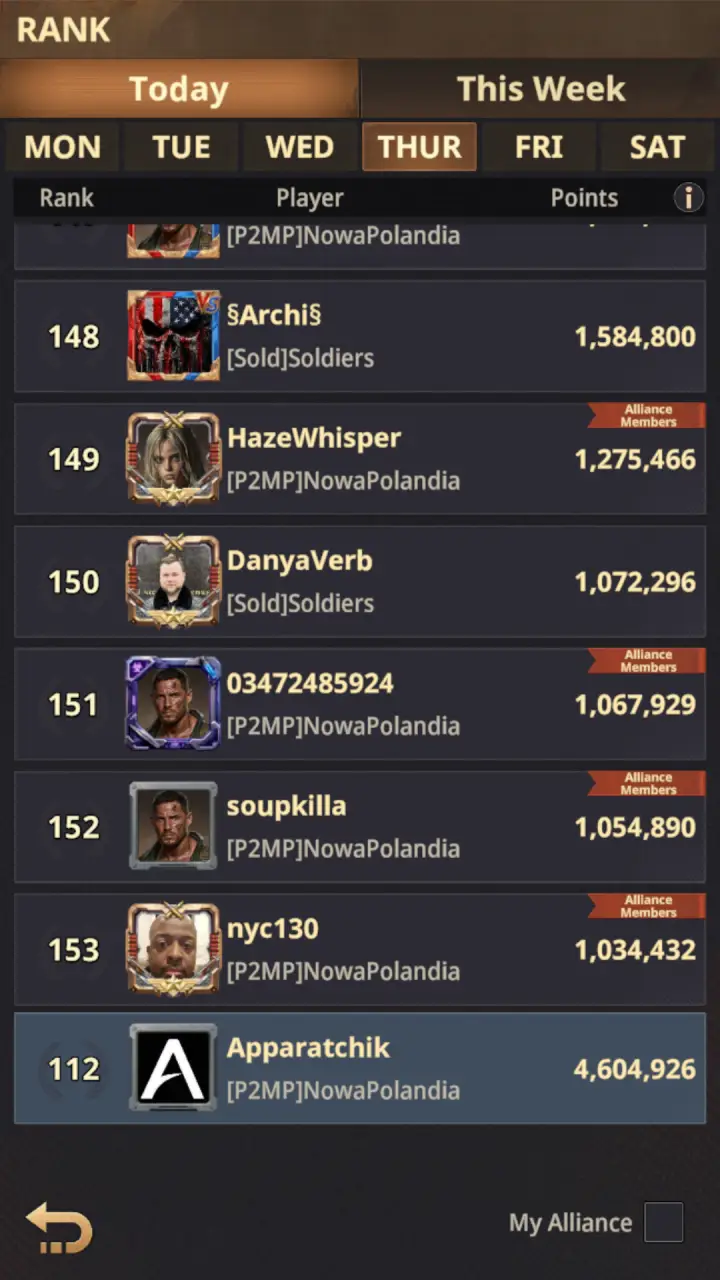 RANK
Today
This Week
MON
TUE
WED
THUR
FRI
SAT
Rank
Player
Points
i
[P2MP]NowaPolandia
148
§Archi§
[Sold]Soldiers
1,584,800
Alliance
Members
149
HazeWhisper
[P2MP]NowaPolandia
1,275,466
150
DanyaVerb
[Sold]Soldiers
1,072,296
Alliance
Members
151
03472485924
[P2MP]NowaPolandia
1,067,929
Alliance
Members
152
soupkilla
[P2MP]NowaPolandia
1,054,890
Alliance
Members
153
nyc130
[P2MP]NowaPolandia
1,034,432
112
Apparatchik
[P2MP]NowaPolandia
4,604,926
My Alliance